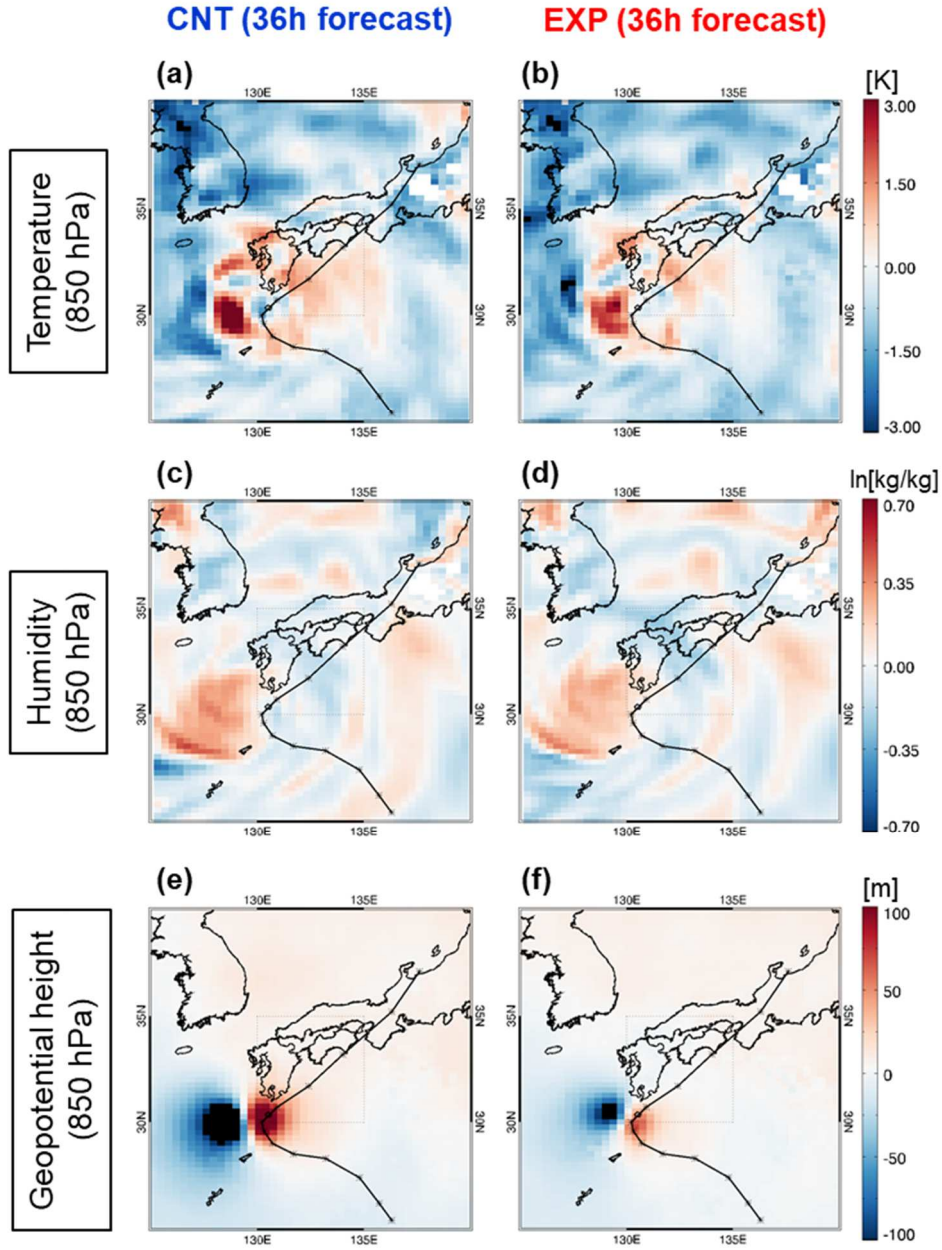 CNT (36h forecast)
EXP (36h forecast)
(a)
(b)
[K]
130E
135E
130E
135E
3.00
1.50
0.00
-1.50
-3.00
Temperature
(850 hPa)
35N
30N
35N
30N
35N
30N
35N
30N
130E
135E
130E
135E
(c)
(d)
ln[kg/kg]
130E
135E
130E
135E
0.70
0.35
0.00
-0.35
-0.70
Humidity
(850 hPa)
35N
30N
35N
30N
35N
30N
35N
30N
130E
135E
130E
135E
(e)
(f)
[m]
130E
135E
130E
135E
100
50
0
-50
-100
Geopotential height
(850 hPa)
35N
30N
35N
30N
35N
30N
35N
30N
130E
135E
130E
135E